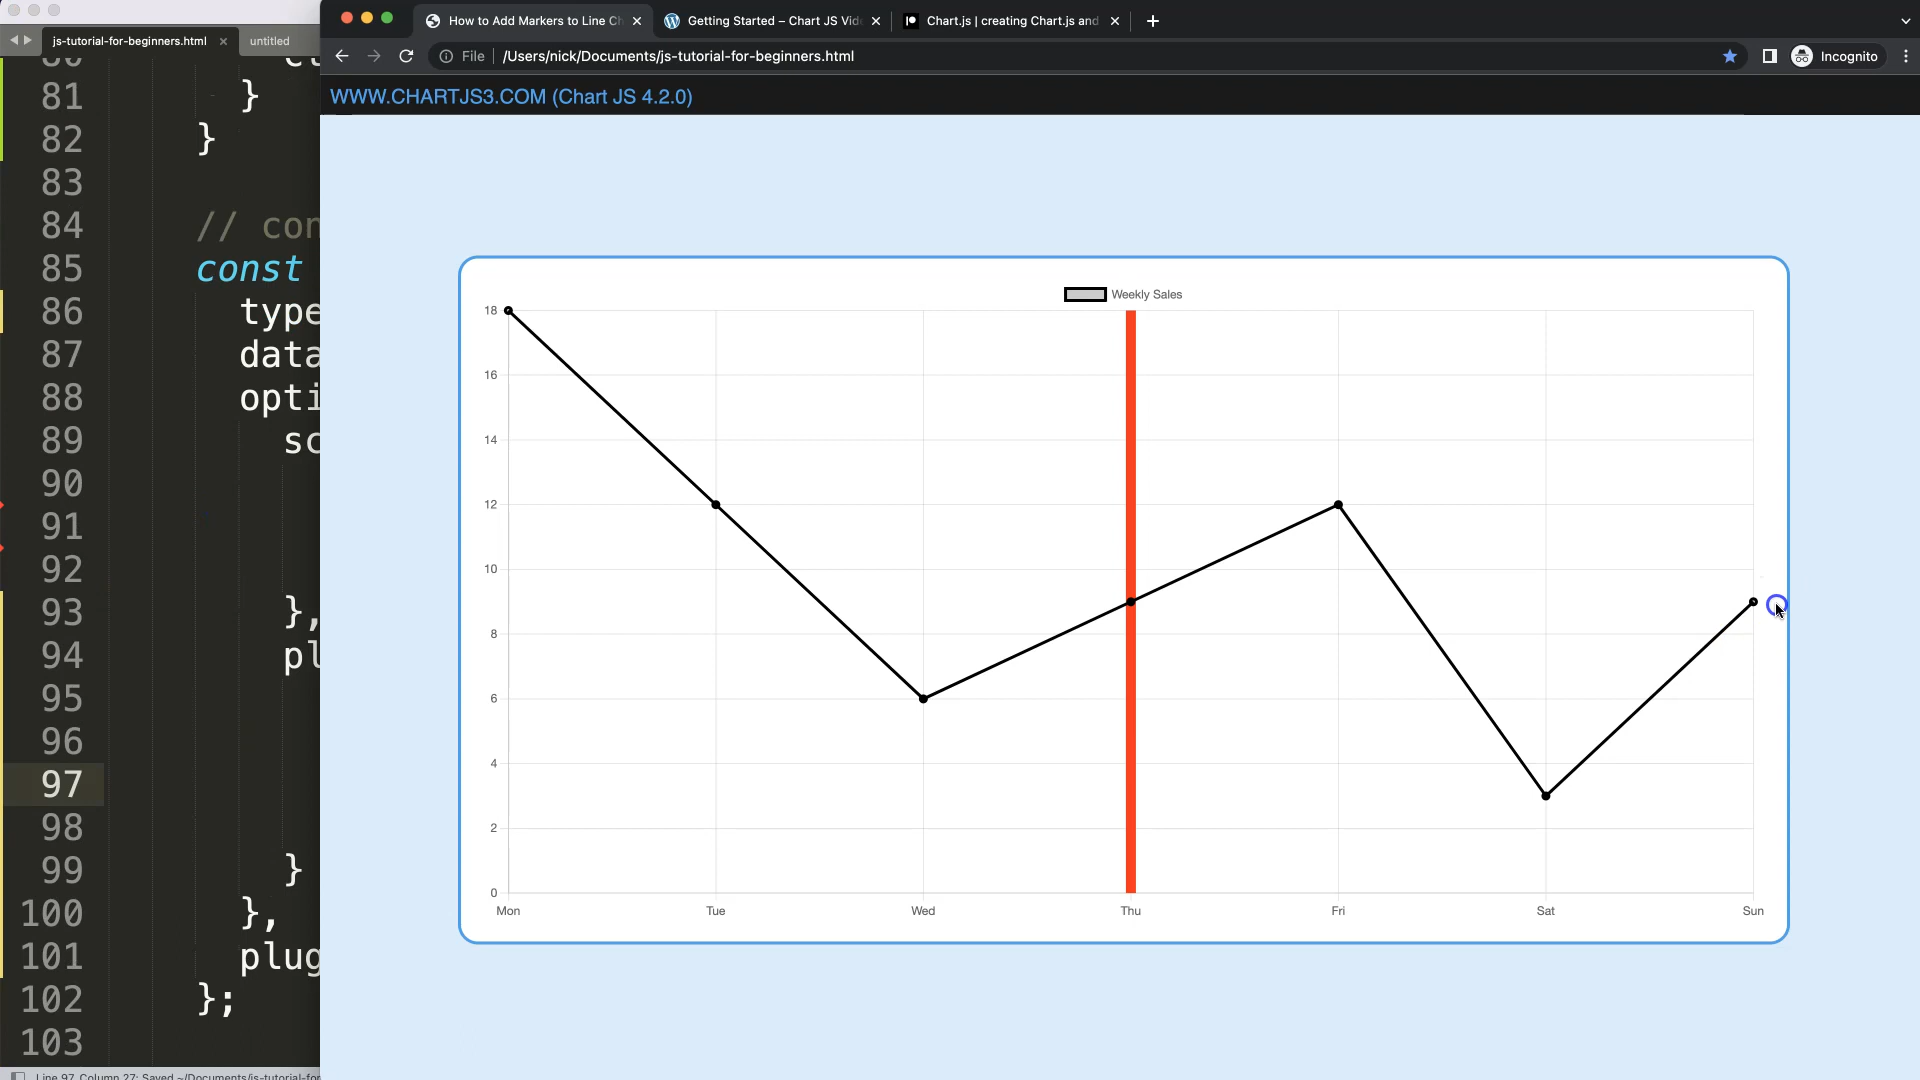 js-tutorial-for-beginners.html
untitled
81 }
82 }
83
84 // con
85 const
86 type
87 data
88 opti
89 sc
90
91
92
93 },
94 pl
95
96
97
98
99 }
100 },
101 plug
102 };
103
How to Add Markers to Line Ch
Getting Started – Chart JS Vid
Chart.js | creating Chart.js and
File /Users/nick/Documents/js-tutorial-for-beginners.html
Incognito
WWW.CHARTJS3.COM (Chart JS 4.2.0)
Weekly Sales
18
16
14
12
10
8
6
4
2
0
Mon Tue Wed Thu Fri Sat Sun
Line 97, Column 27; Saved ~/Documents/js-tutorial-for